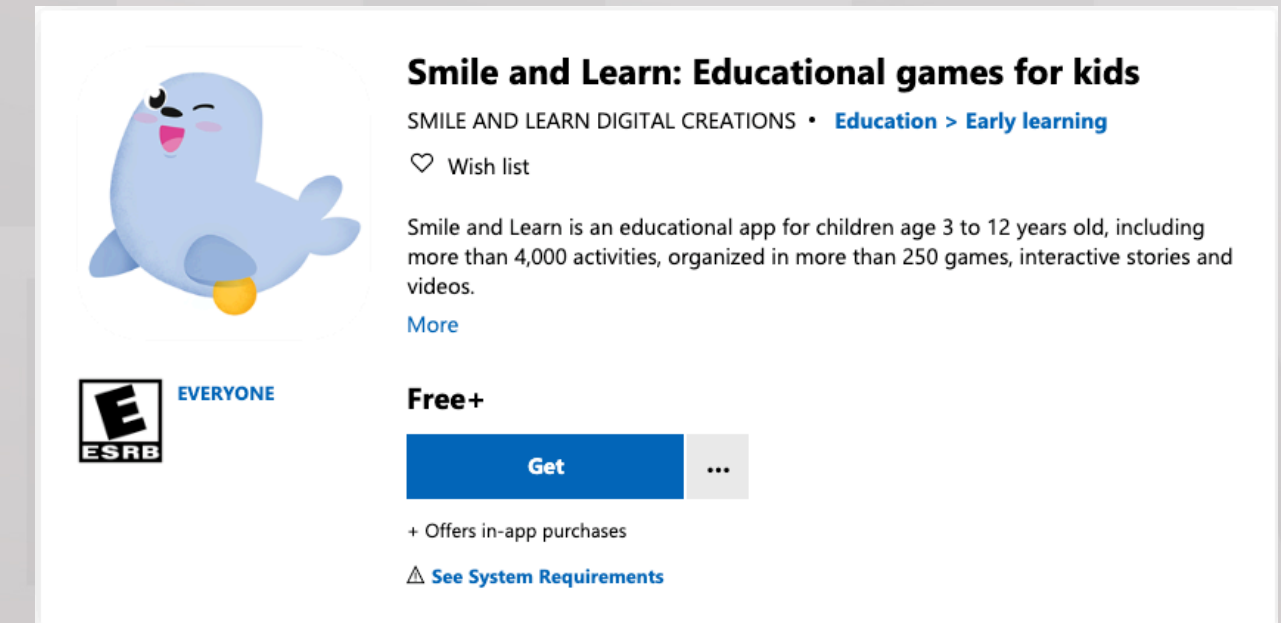 Smile and Learn: Educational games for kids
SMILE AND LEARN DIGITAL CREATIONS • Education > Early learning
Wish list
Smile and Learn is an educational app for children age 3 to 12 years old, including
more than 4,000 activities, organized in more than 250 games, interactive stories and
videos.
More
E
ESRB
EVERYONE
Free+
Get
...
+ Offers in-app purchases
See System Requirements